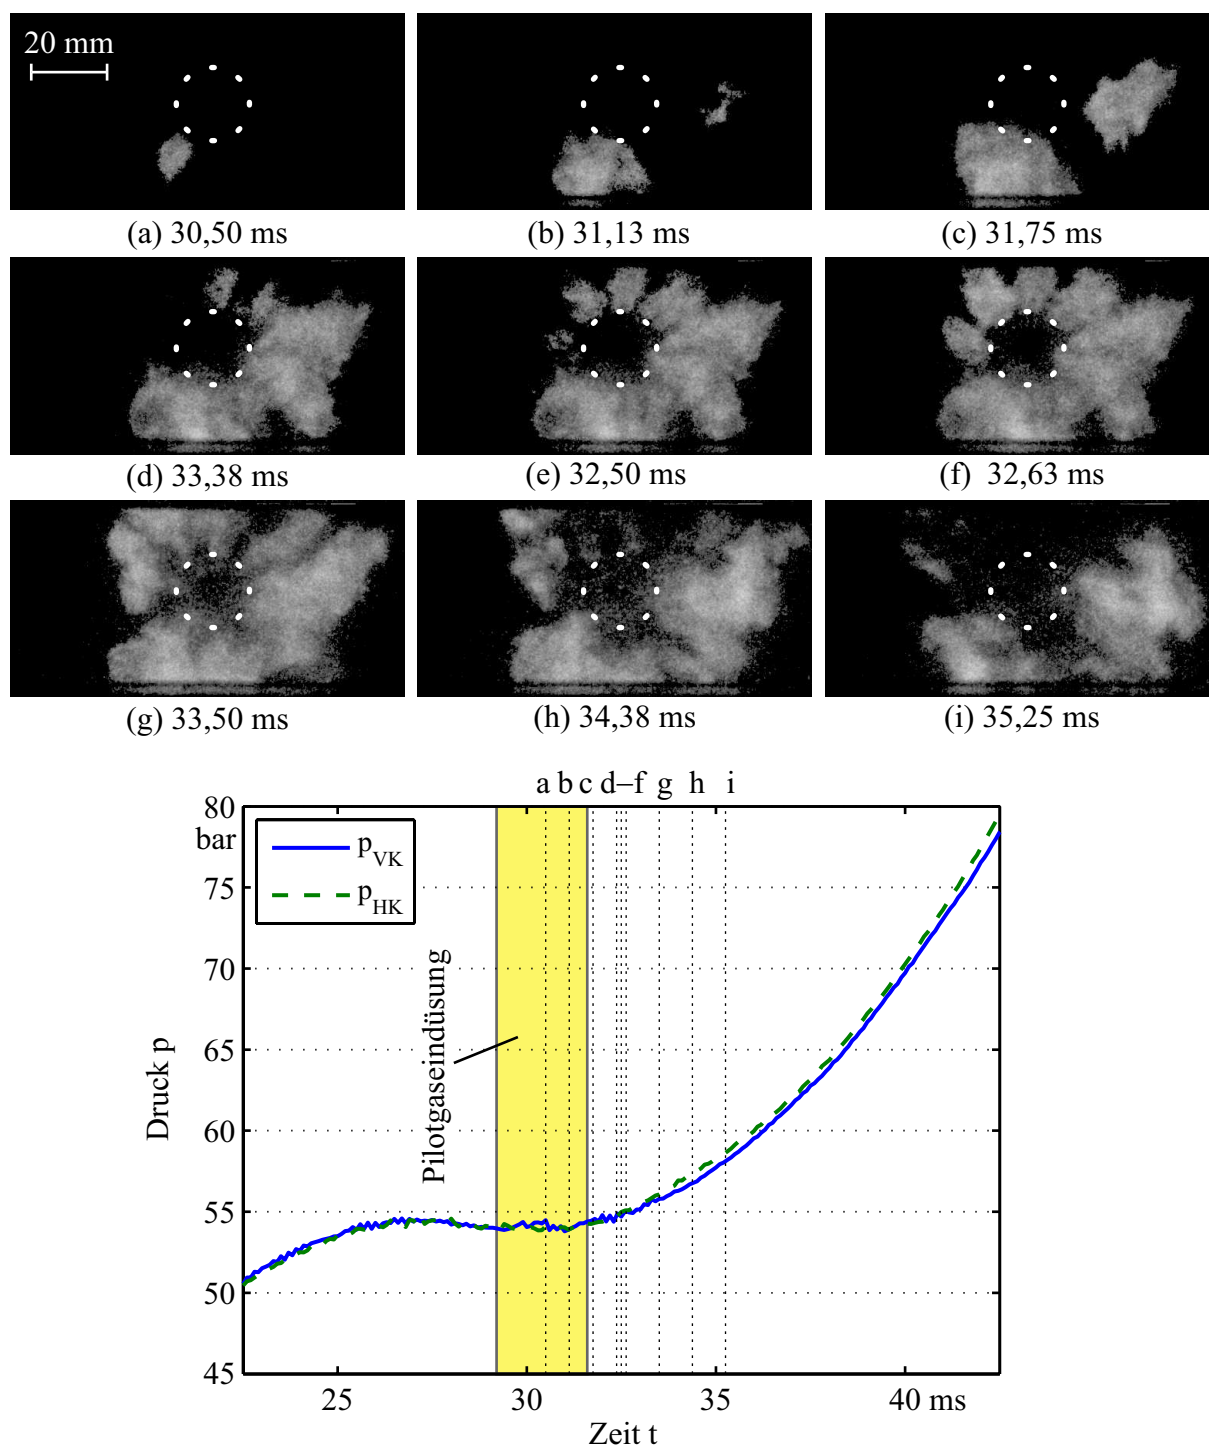 20 mm
(a) 30,50 ms
(b) 31,13 ms
(c) 31,75 ms
(d) 33,38 ms
(e) 32,50 ms
(f) 32,63 ms
(g) 33,50 ms
(h) 34,38 ms
(i) 35,25 ms
a b c d–f g h i
80
bar
75
70
65
60
55
50
45
p_VK
p_HK
Pilotgaseindüsung
Druck p
25 30 35 40 ms
Zeit t